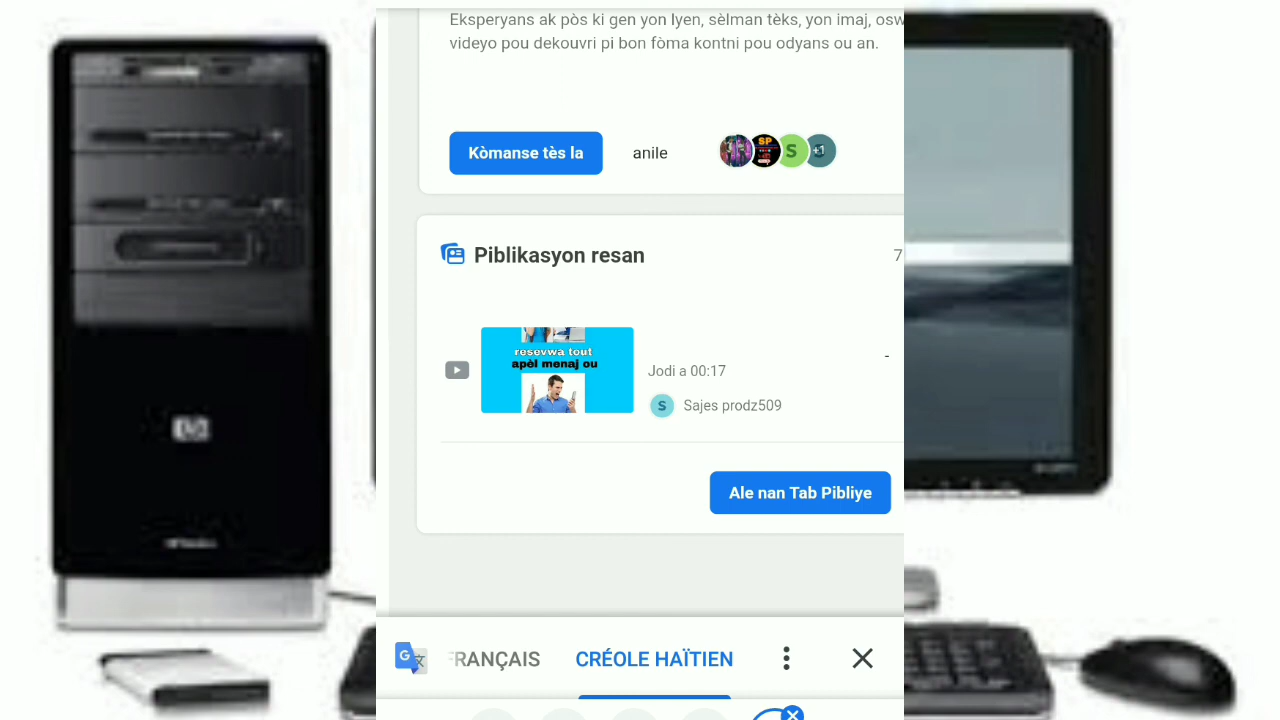 Eksperyans ak pòs ki gen yon lyen, sèlman tèks, yon imaj, osw
videyo pou dekouvri pi bon fòma kontni pou odyans ou an.
Kòmanse tès la
anile
SP
S
+1
Piblikasyon resan
7
resevwa tout
apèl menaj ou
Jodi a 00:17
-
S
Sajes prodz509
Ale nan Tab Pibliye
G
RANÇAIS
CRÉOLE HAÏTIEN
hp